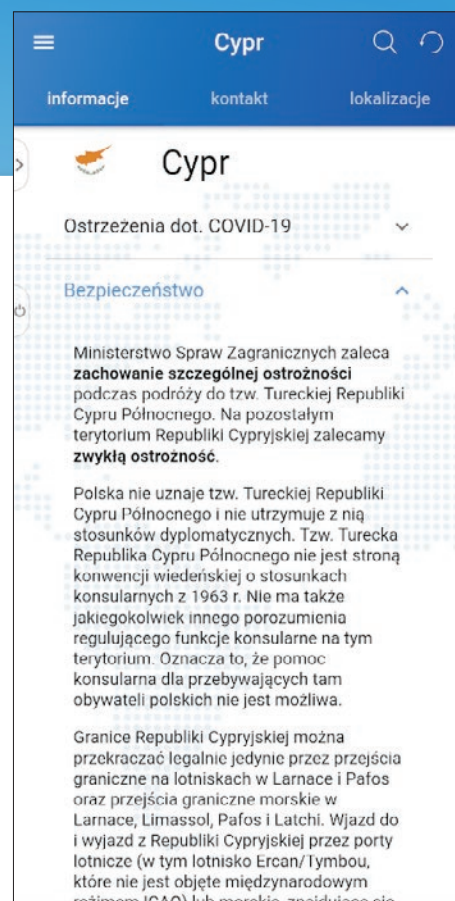 Cypr
informacje kontakt lokalizacje
Cypr
Ostrzeżenia dot. COVID-19
Bezpieczeństwo
Ministerstwo Spraw Zagranicznych zaleca
zachowanie szczególnej ostrożności
podczas podróży do tzw. Tureckiej Republiki
Cypru Północnego. Na pozostałym
terytorium Republiki Cypryjskiej zalecamy
zwykłą ostrożność.
Polska nie uznaje tzw. Tureckiej Republiki
Cypru Północnego i nie utrzymuje z nią
stosunków dyplomatycznych. Tzw. Turecka
Republika Cypru Północnego nie jest stroną
konwencji wiedeńskiej o stosunkach
konsularnych z 1963 r. Nie ma także
jakiegokolwiek innego porozumienia
regulującego funkcje konsularne na tym
terytorium. Oznacza to, że pomoc
konsularna dla przebywających tam
obywateli polskich nie jest możliwa.
Granice Republiki Cypryjskiej można
przekraczać legalnie jedynie przez przejścia
graniczne na lotniskach w Larnace i Pafos
oraz przejścia graniczne morskie w
Larnace, Limassol, Pafos i Latchi. Wjazd do
i wyjazd z Republiki Cypryjskiej przez porty
lotnicze (w tym lotnisko Ercan/Tymbou,
które nie jest objęte międzynarodowym
reżimem ICAO) lub morskie, znajdujące się